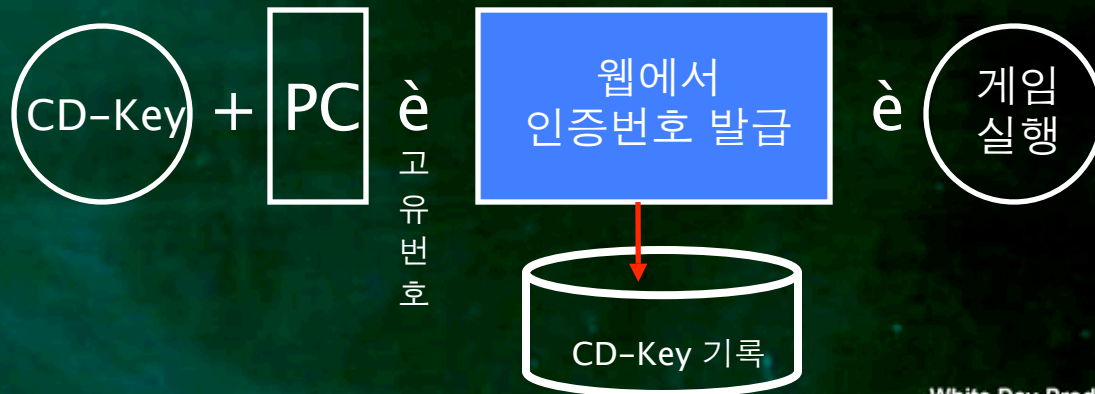 CD-Key + PC è
고
유
번
호
웹에서
인증번호 발급
è
게임
실행
CD-Key 기록